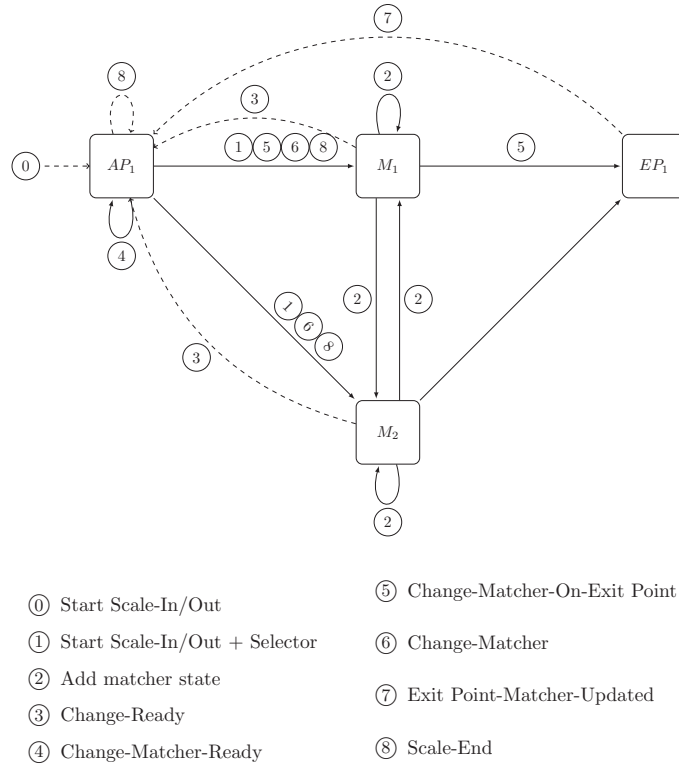 7
8
2
3
1 5 6 8
5
0
AP₁
M₁
EP₁
4
1
6
8
2
2
3
M₂
2
0 Start Scale-In/Out
1 Start Scale-In/Out + Selector
2 Add matcher state
3 Change-Ready
4 Change-Matcher-Ready
5 Change-Matcher-On-Exit Point
6 Change-Matcher
7 Exit Point-Matcher-Updated
8 Scale-End